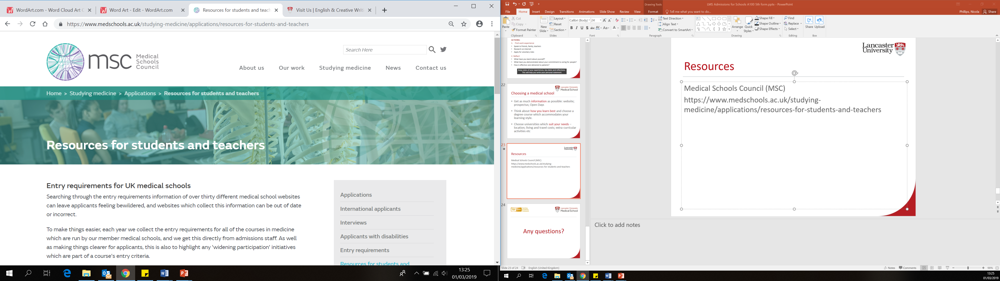 WordArt.com - Word Cloud Art C
Word Art - Edit - WordArt.com
Resources for students and teach
Visit Us | English & Creative Writi
https://www.medschools.ac.uk/studying-medicine/applications/resources-for-students-and-teachers
msc Medical
Schools
Council
Search Here
About us
Our work
Studying medicine
News
Contact us
Home > Studying medicine > Applications > Resources for students and teachers
Resources for students and teachers
Entry requirements for UK medical schools
Searching through the entry requirements information of over thirty different medical school websites
can leave applicants feeling bewildered, and websites which collect this information can be out of date
or incorrect.
To make things easier, each year we collect the entry requirements for all of the courses in medicine
which are run by our member medical schools, and we get this directly from admissions staff. As well
as making things clearer for applicants, this is also to highlight any 'widening participation' initiatives
which are part of a course's entry criteria.
Applications
International applicants
Interviews
Applicants with disabilities
Entry requirements
Resources for students and
13:25
01/03/2019
Drawing Tools
LMS Admissions for Schools A100 5th form.pptx - PowerPoint
File Home Insert Design Transitions Animations Slide Show Review View Format Tell me what you want to do...
Phillips, Nicola Share
Paste
Cut
Copy
Format Painter
Clipboard
New
Slide
Layout
Reset
Section
Slides
Calibri (Body) 24
B I U S abc AV Aa A
Font
Text Direction
Align Text
Convert to SmartArt
Paragraph
Arrange
Quick
Styles
Shape Fill
Shape Outline
Shape Effects
Drawing
Find
Replace
Select
Editing
Share Upload
Box
ACTIONS:
1. Find work experience
• Speak to friends, family, teachers
• Research on internet
• Apply for voluntary roles
2. Reflect
• What have you learnt about yourself?
• What have you demonstrated about your commitment to caring for people?
• How is effective care delivered to patients?
Keep notes of your experiences, key dates and reflections.
This will help you write your personal statement.
22
Lancaster University
Medical School
Choosing a medical school
• Get as much information as possible: website;
prospectus; Open Days
• Think about how you learn best and choose a
degree course which accommodates your
learning style.
• Choose universities which suit your needs –
location; living and travel costs; extra-curricular
activities etc
23
Lancaster
University
Resources
Medical Schools Council (MSC)
https://www.medschools.ac.uk/studying-
medicine/applications/resources-for-students-and-teachers
24
TEF Gold
Lancaster University
Medical School
Any questions?
Lancaster
University
Resources
Medical Schools Council (MSC)
https://www.medschools.ac.uk/studying-
medicine/applications/resources-for-students-and-teachers
Click to add notes
Slide 23 of 24
English (United Kingdom)
Notes
Comments
98%
13:25
01/03/2019